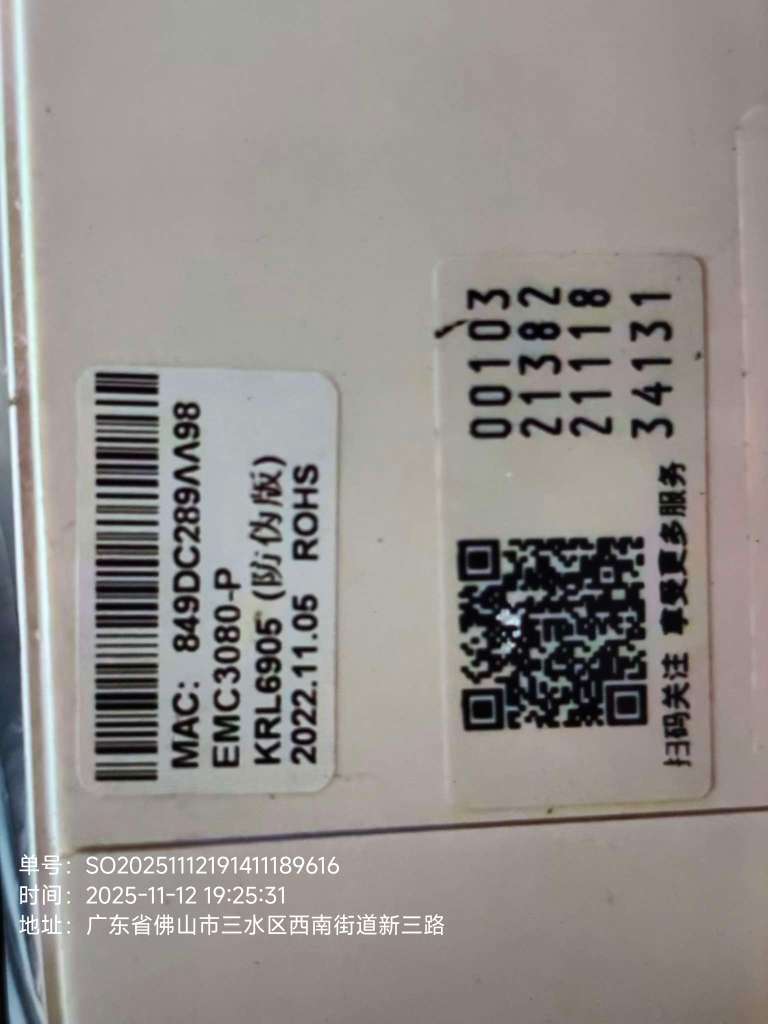 MAC: 849DC289AA98
EMC3080-P
KRL6905 (防伪版)
2022.11.05 ROHS
00103
21382
21118
34131
扫码关注 享受更多服务
单号: SO20251112191411189616
时间: 2025-11-12 19:25:31
地址: 广东省佛山市三水区西南街道新三路